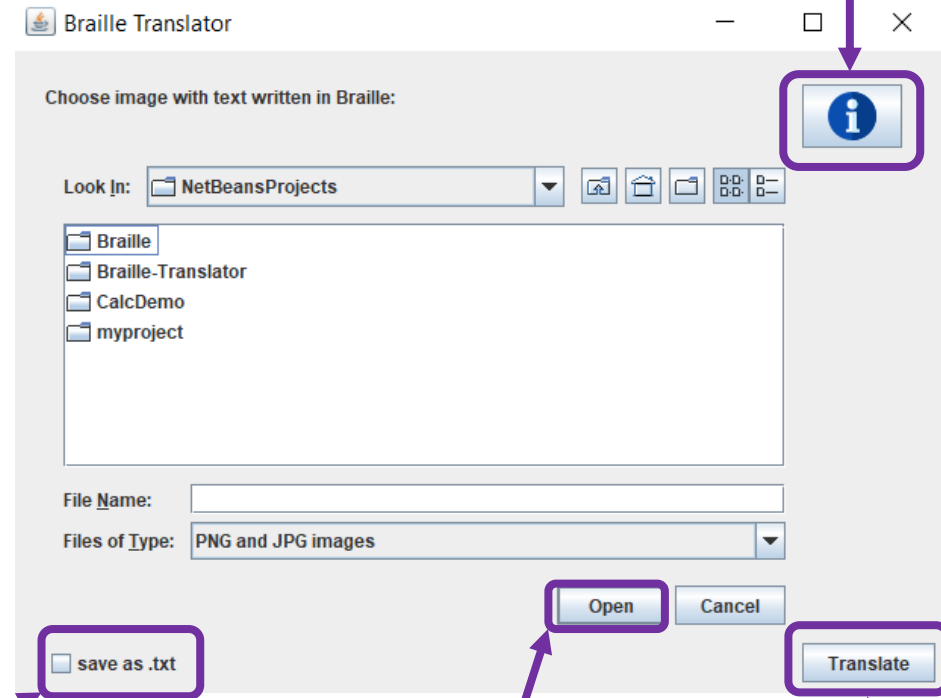 Braille Translator
Choose image with text written in Braille:
Look In: NetBeansProjects
Braille
Braille-Translator
CalcDemo
myproject
File Name:
Files of Type: PNG and JPG images
Open Cancel
save as .txt Translate